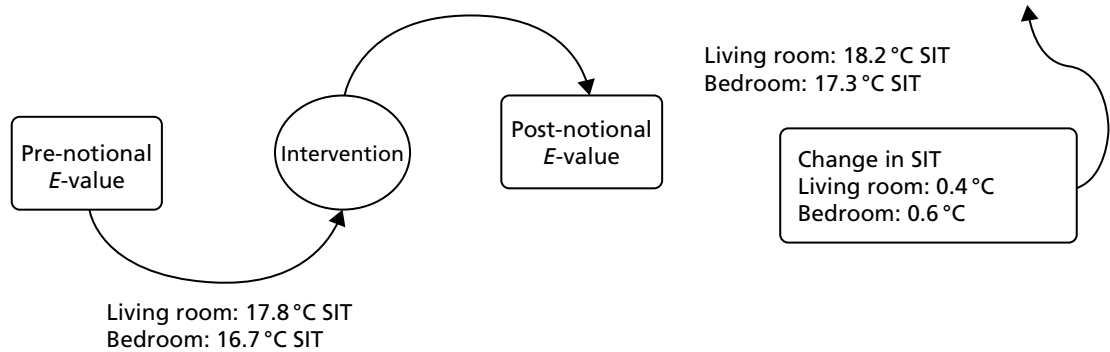 Pre-notional
E-value
Living room: 17.8 °C SIT
Bedroom: 16.7 °C SIT
Intervention
Post-notional
E-value
Living room: 18.2 °C SIT
Bedroom: 17.3 °C SIT
Change in SIT
Living room: 0.4 °C
Bedroom: 0.6 °C